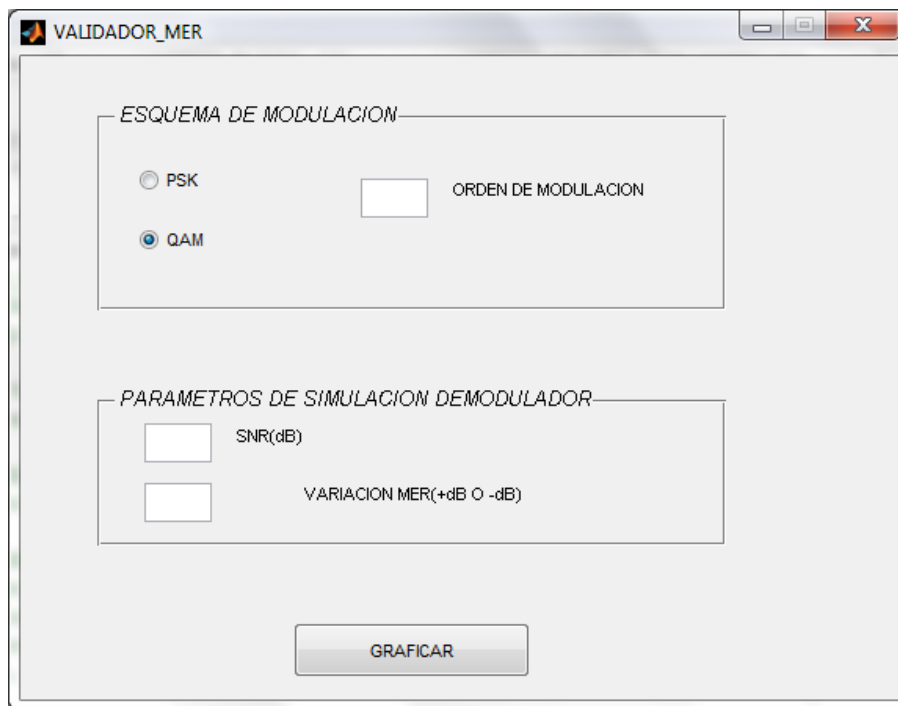 VALIDADOR_MER
ESQUEMA DE MODULACION
PSK
ORDEN DE MODULACION
QAM
PARAMETROS DE SIMULACION DEMODULADOR
SNR(dB)
VARIACION MER(+dB O -dB)
GRAFICAR